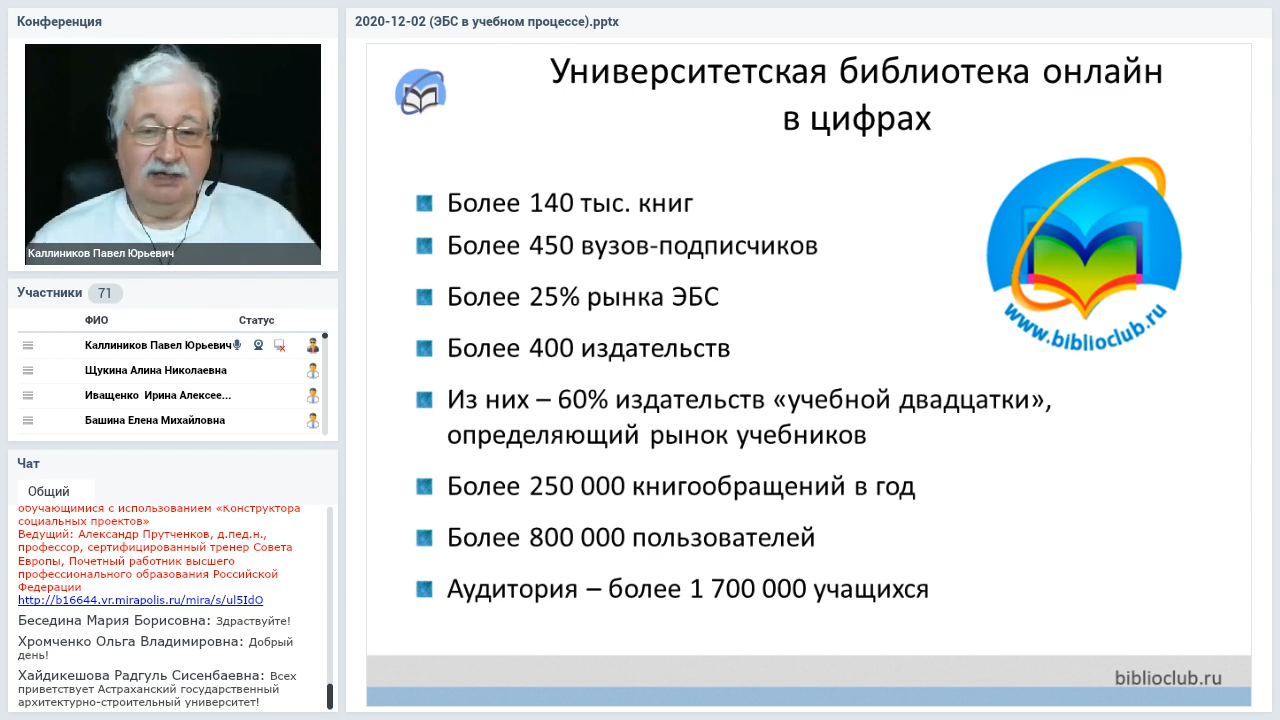 Конференция
Каллиников Павел Юрьевич
Участники 71
ФИО Статус
Каллиников Павел Юрьевич
Щукина Алина Николаевна
Иващенко Ирина Алексее...
Башина Елена Михайловна
Чат
Общий
обучающимися с использованием «Конструктора
социальных проектов»
Ведущий: Александр Прутченков, д.пед.н.,
профессор, сертифицированный тренер Совета
Европы, Почетный работник высшего
профессионального образования Российской
Федерации
http://b16644.vr.mirapolis.ru/mira/s/ul5IdO
Беседина Мария Борисовна: Здраствуйте!
Хромченко Ольга Владимировна: Добрый
день!
Хайдикешова Радгуль Сисенбаевна: Всех
приветствует Астраханский государственный
архитектурно-строительный университет!
2020-12-02 (ЭБС в учебном процессе).pptx
Университетская библиотека онлайн
в цифрах
www.biblioclub.ru
Более 140 тыс. книг
Более 450 вузов-подписчиков
Более 25% рынка ЭБС
Более 400 издательств
Из них – 60% издательств «учебной двадцатки»,
определяющий рынок учебников
Более 250 000 книгообращений в год
Более 800 000 пользователей
Аудитория – более 1 700 000 учащихся
biblioclub.ru